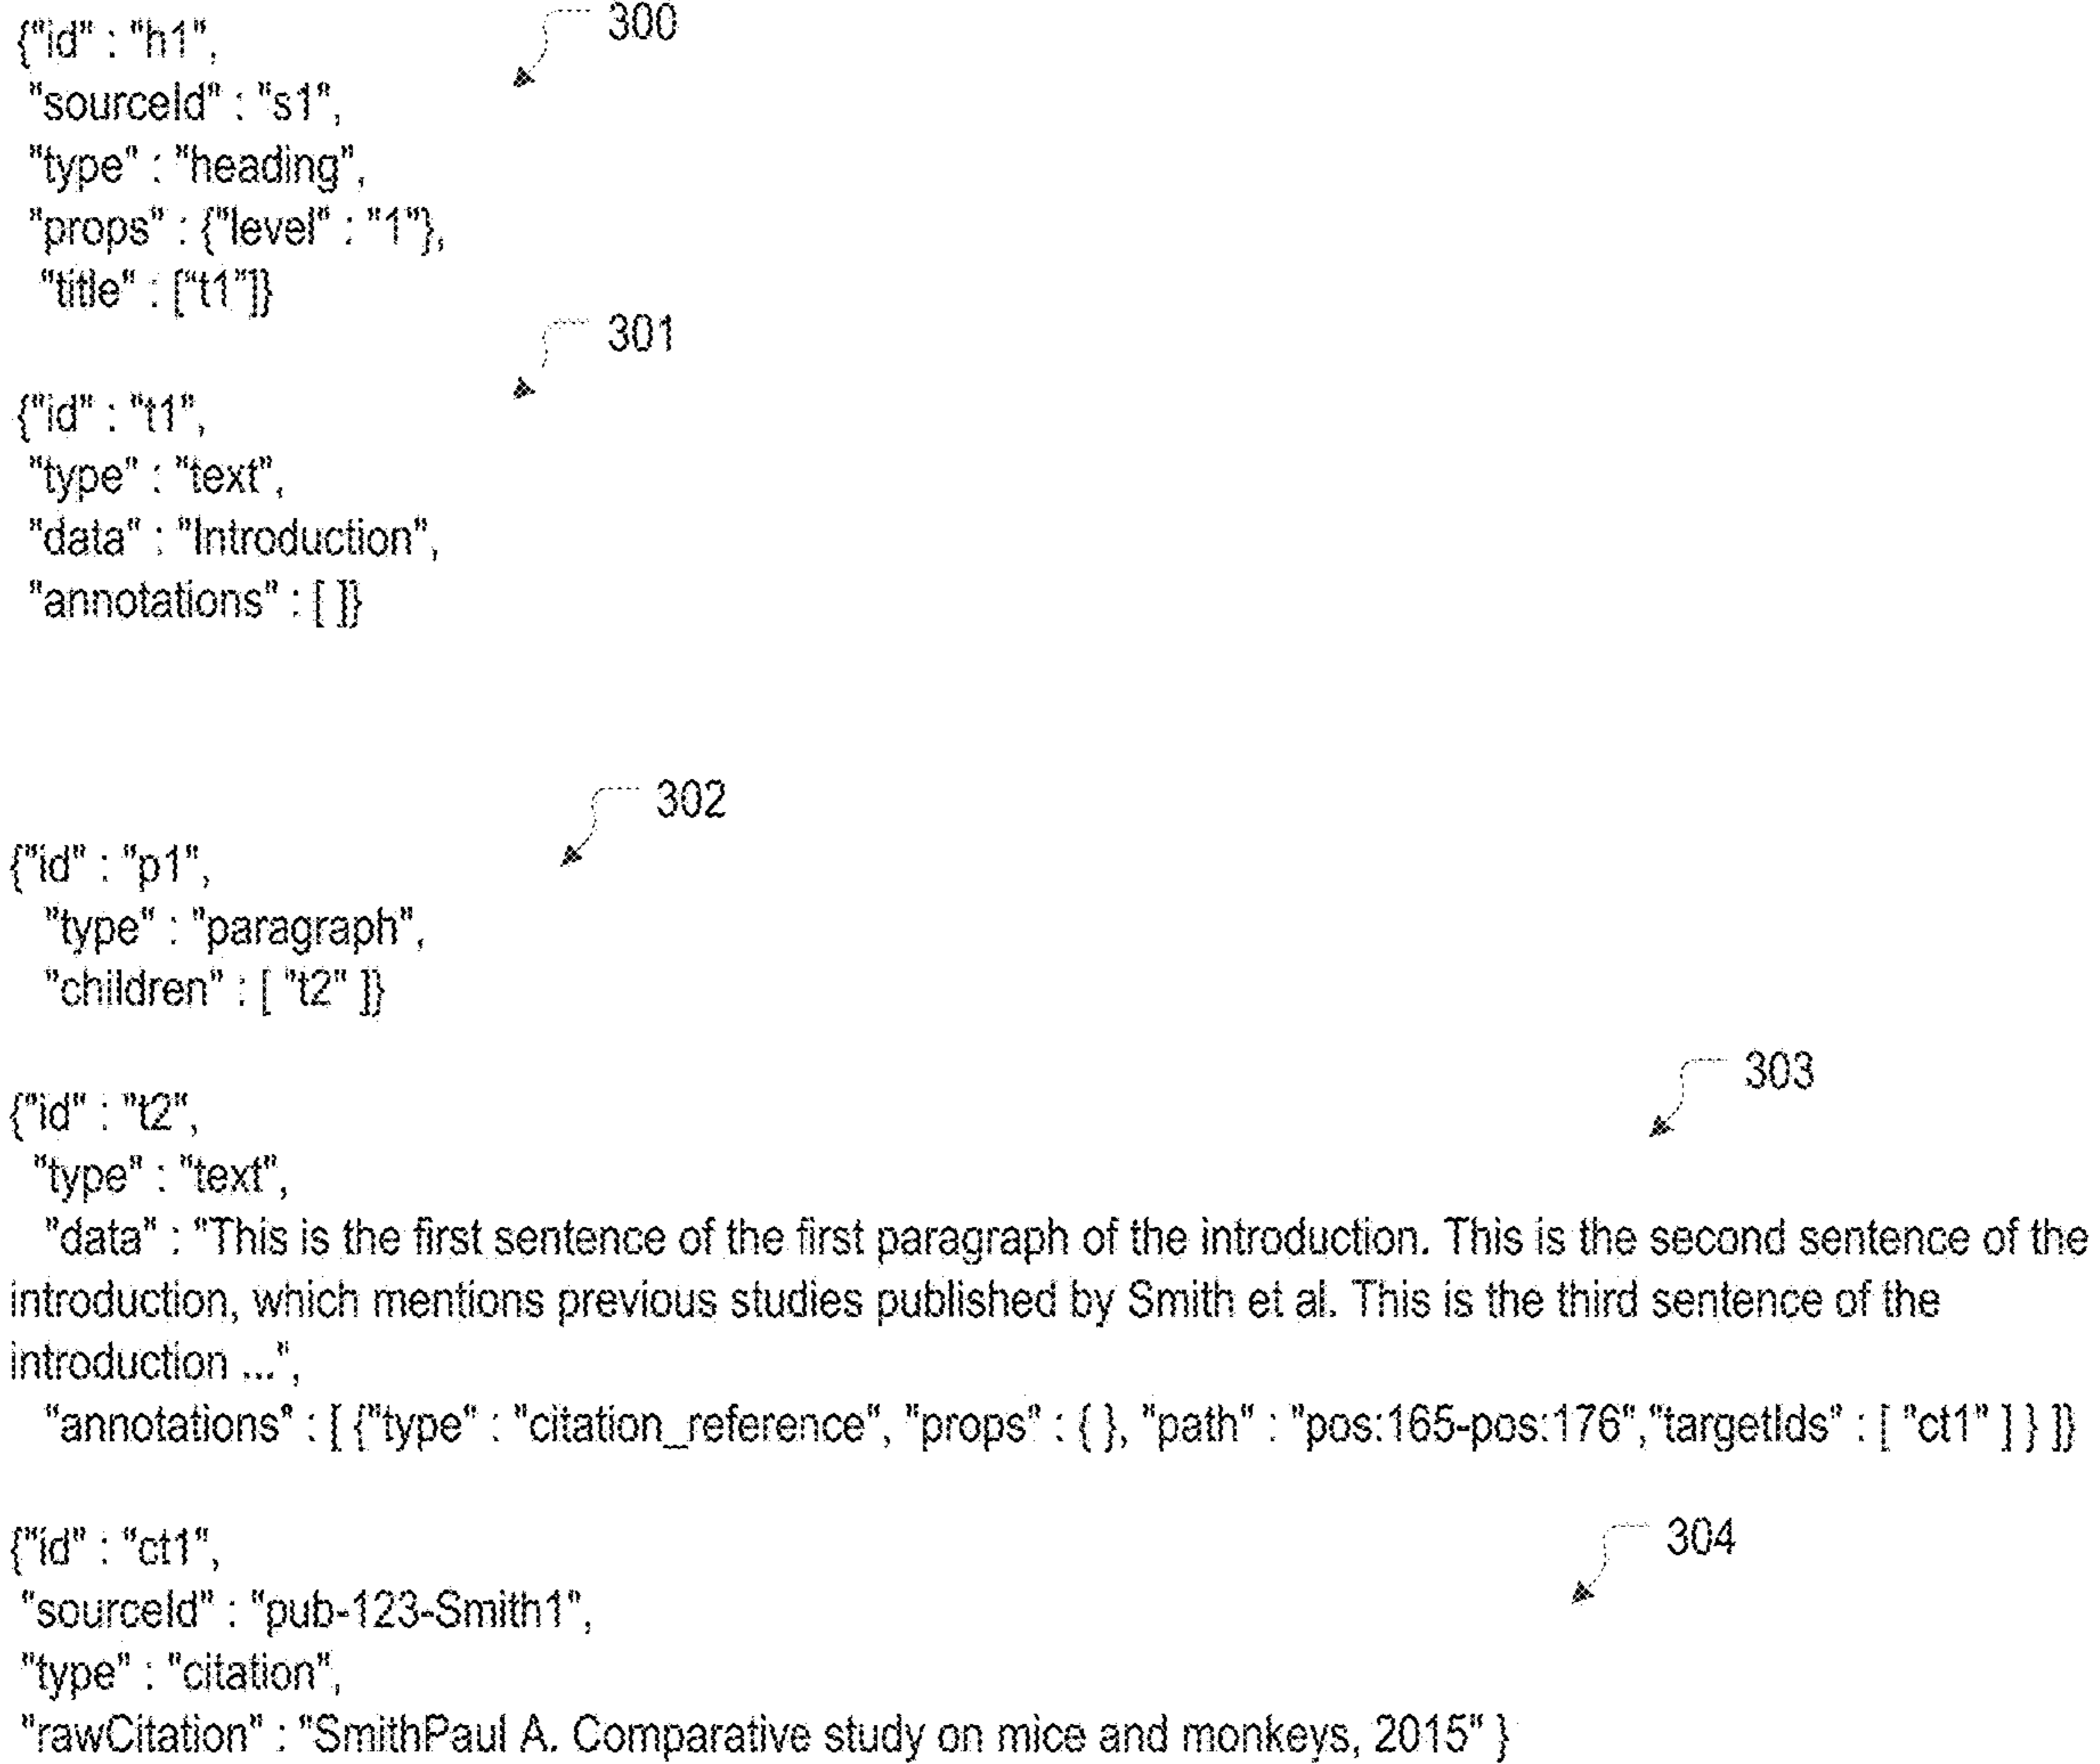 300
{"id" : "h1",
"sourceId" : "s1",
"type" : "heading",
"props" : {"level" : "1"},
"title" : ["t1"]}
301
{"id" : "t1",
"type" : "text",
"data" : "Introduction",
"annotations" : [ ]}
302
{"id" : "p1",
"type" : "paragraph",
"children" : [ "t2" ]}
303
{"id" : "t2",
"type" : "text",
"data" : "This is the first sentence of the first paragraph of the introduction. This is the second sentence of the
introduction, which mentions previous studies published by Smith et al. This is the third sentence of the
introduction ...",
"annotations" : [ {"type" : "citation_reference", "props" : { }, "path" : "pos:165-pos:176","targetIds" : [ "ct1" ] } ]}
304
{"id" : "ct1",
"sourceId" : "pub-123-Smith1",
"type" : "citation",
"rawCitation" : "SmithPaul A. Comparative study on mice and monkeys, 2015" }